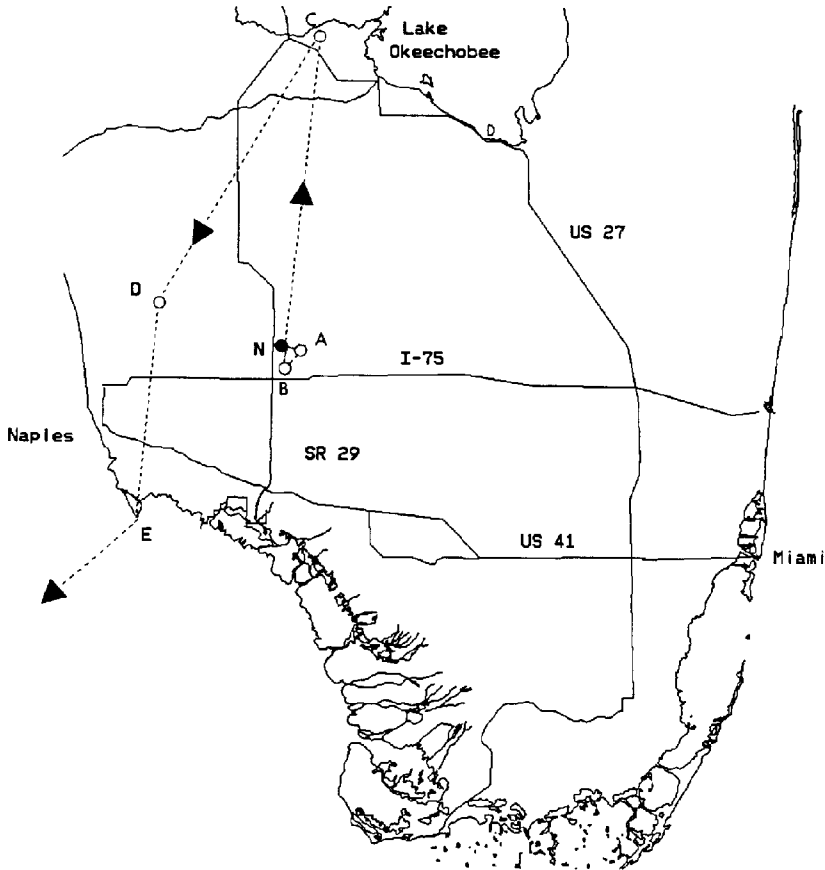 C
Lake
Okeechobee
US 27
D
N
A
I-75
B
Naples
SR 29
E
US 41
Miami